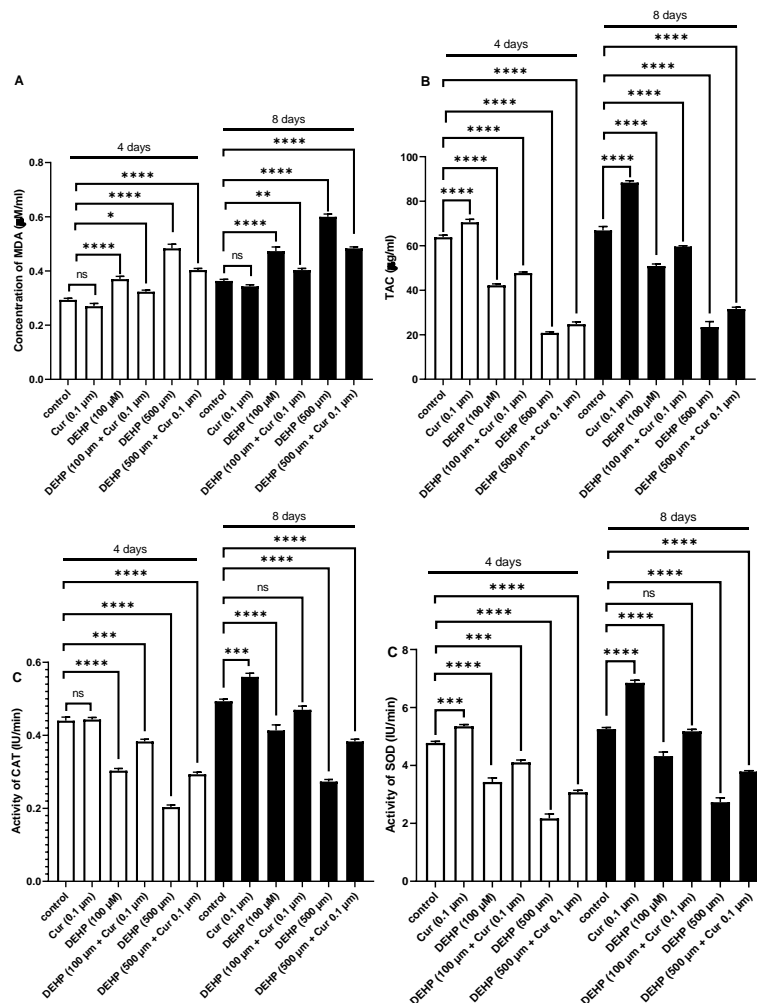 A
4 days
8 days
****
****
*
****
ns
****
**
****
****
ns
Concentration of MDA (µM/ml)
0.8
0.6
0.4
0.2
0.0
control
Cur (0.1 µm)
DEHP (100 µM)
DEHP (100 µm + Cur (0.1 µm)
DEHP (500 µm)
DEHP (500 µm + Cur 0.1 µm)
control
Cur (0.1 µm)
DEHP (100 µM)
DEHP (100 µm + Cur (0.1 µm)
DEHP (500 µm)
DEHP (500 µm + Cur 0.1 µm)
B
4 days
8 days
****
****
****
****
****
****
****
****
****
****
TAC (µg/ml)
100
80
60
40
20
0
control
Cur (0.1 µm)
DEHP (100 µM)
DEHP (100 µm + Cur (0.1 µm)
DEHP (500 µm)
DEHP (500 µm + Cur 0.1 µm)
control
Cur (0.1 µm)
DEHP (100 µM)
DEHP (100 µm + Cur (0.1 µm)
DEHP (500 µm)
DEHP (500 µm + Cur 0.1 µm)
C
4 days
8 days
****
****
***
****
ns
****
****
ns
****
***
Activity of CAT (IU/min)
0.6
0.4
0.2
0.0
control
Cur (0.1 µm)
DEHP (100 µM)
DEHP (100 µm + Cur (0.1 µm)
DEHP (500 µm)
DEHP (500 µm + Cur 0.1 µm)
control
Cur (0.1 µm)
DEHP (100 µM)
DEHP (100 µm + Cur (0.1 µm)
DEHP (500 µm)
DEHP (500 µm + Cur 0.1 µm)
C
4 days
8 days
****
****
***
****
***
****
****
ns
****
****
Activity of SOD (IU/min)
8
6
4
2
0
control
Cur (0.1 µm)
DEHP (100 µM)
DEHP (100 µm + Cur (0.1 µm)
DEHP (500 µm)
DEHP (500 µm + Cur 0.1 µm)
control
Cur (0.1 µm)
DEHP (100 µM)
DEHP (100 µm + Cur (0.1 µm)
DEHP (500 µm)
DEHP (500 µm + Cur 0.1 µm)